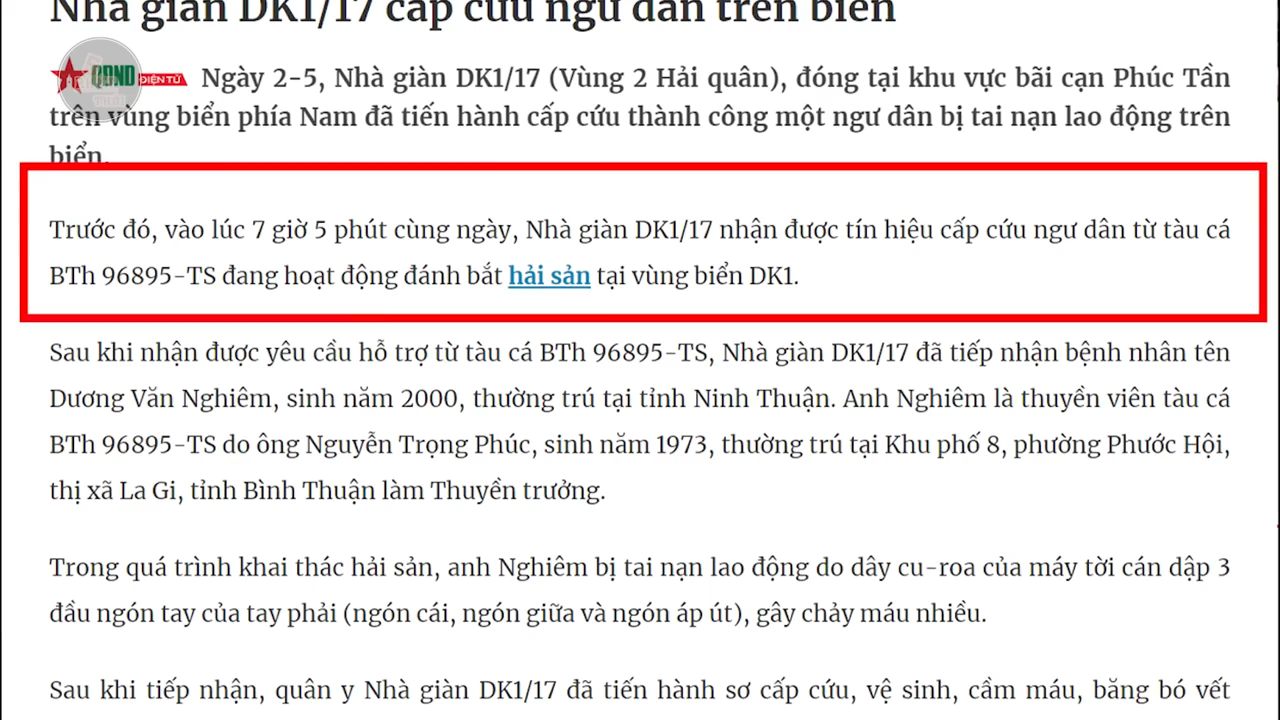 Nhà giàn DK1/17 cấp cứu ngư dân trên biển
QĐND ĐIỆN TỬ Ngày 2-5, Nhà giàn DK1/17 (Vùng 2 Hải quân), đóng tại khu vực bãi cạn Phúc Tần
trên vùng biển phía Nam đã tiến hành cấp cứu thành công một ngư dân bị tai nạn lao động trên
biển.
Trước đó, vào lúc 7 giờ 5 phút cùng ngày, Nhà giàn DK1/17 nhận được tín hiệu cấp cứu ngư dân từ tàu cá
BTh 96895-TS đang hoạt động đánh bắt hải sản tại vùng biển DK1.
Sau khi nhận được yêu cầu hỗ trợ từ tàu cá BTh 96895-TS, Nhà giàn DK1/17 đã tiếp nhận bệnh nhân tên
Dương Văn Nghiêm, sinh năm 2000, thường trú tại tỉnh Ninh Thuận. Anh Nghiêm là thuyền viên tàu cá
BTh 96895-TS do ông Nguyễn Trọng Phúc, sinh năm 1973, thường trú tại Khu phố 8, phường Phước Hội,
thị xã La Gi, tỉnh Bình Thuận làm Thuyền trưởng.
Trong quá trình khai thác hải sản, anh Nghiêm bị tai nạn lao động do dây cu-roa của máy tời cán dập 3
đầu ngón tay của tay phải (ngón cái, ngón giữa và ngón áp út), gây chảy máu nhiều.
Sau khi tiếp nhận, quân y Nhà giàn DK1/17 đã tiến hành sơ cấp cứu, vệ sinh, cầm máu, băng bó vết